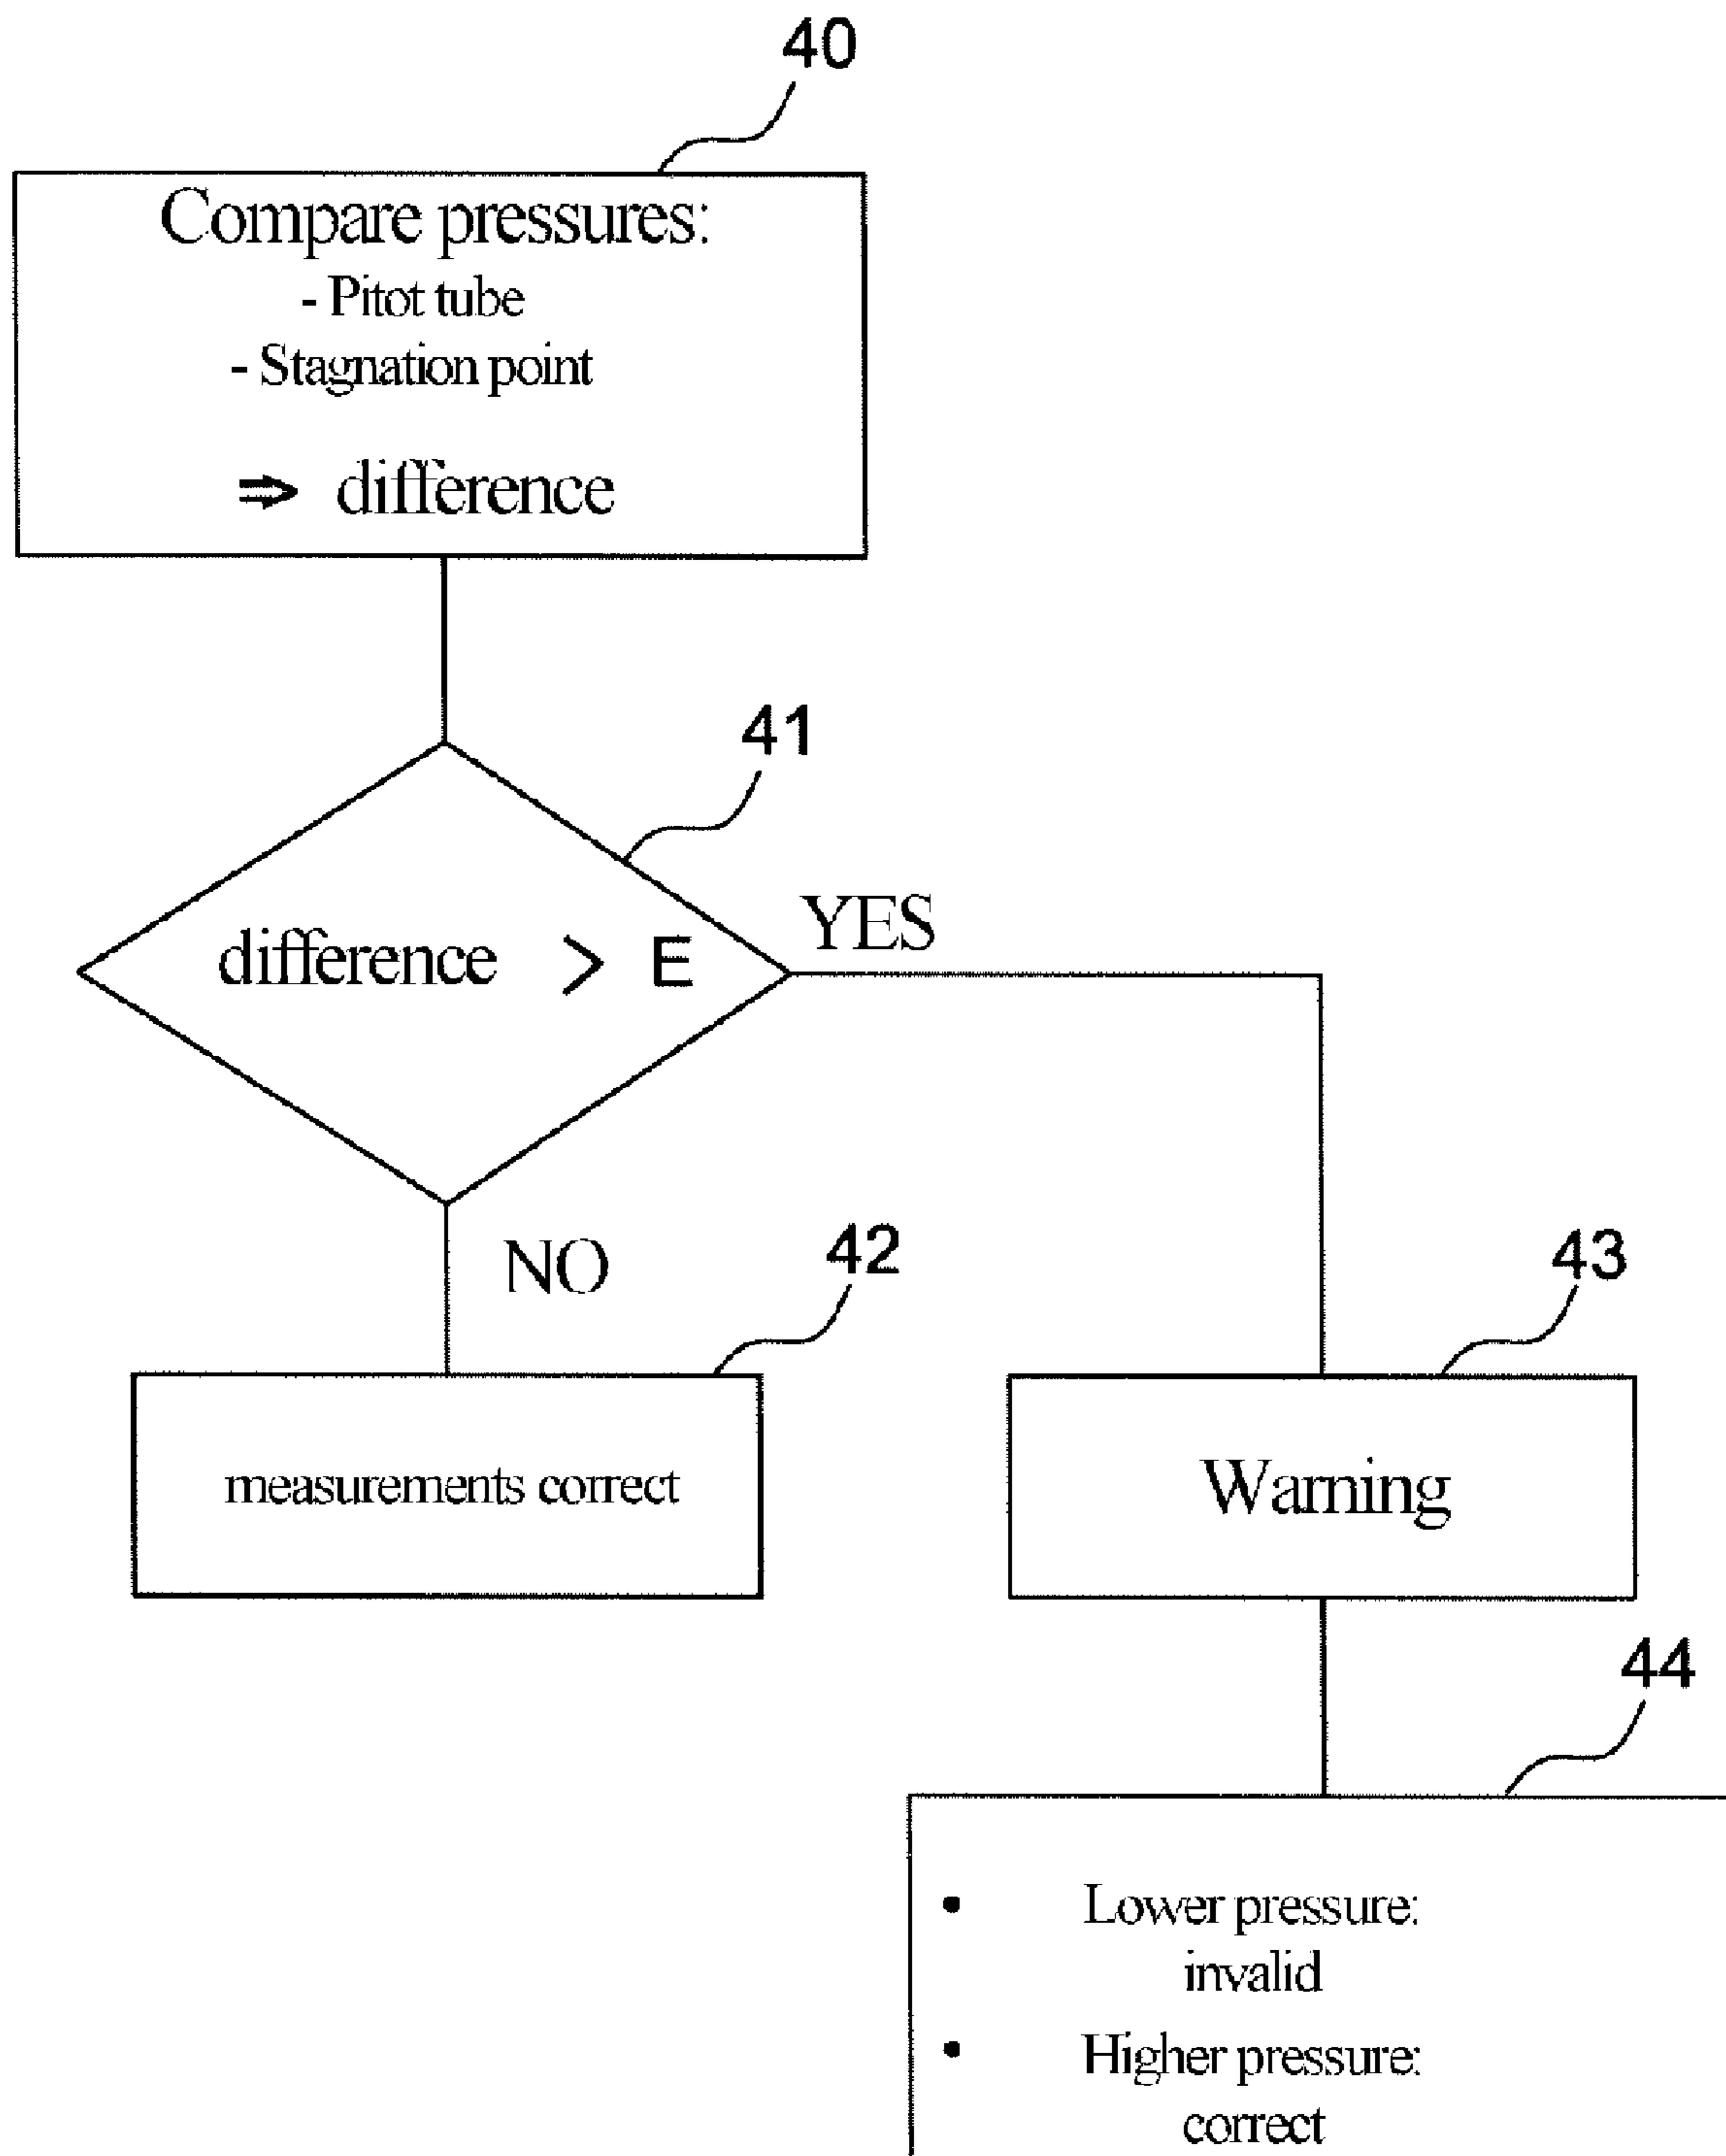 40
Compare pressures:
- Pitot tube
- Stagnation point
⇒ difference
41
difference > E
YES
NO
42
measurements correct
43
Warning
44
• Lower pressure:
invalid
• Higher pressure:
correct